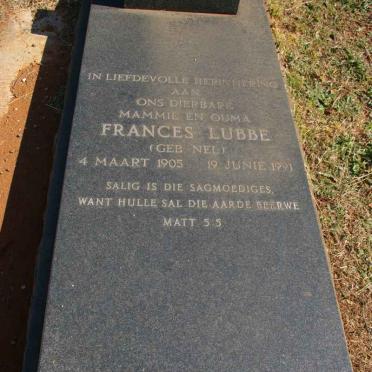 IN LIEFDEVOLLE HERINNERING
AAN
ONS DIERBARE
MAMMIE EN OUMA
FRANCES LUBBE
(GEB NEL)
4 MAART 1905 19 JUNIE 1991
SALIG IS DIE SAGMOEDIGES,
WANT HULLE SAL DIE AARDE BEERWE
MATT 5:5